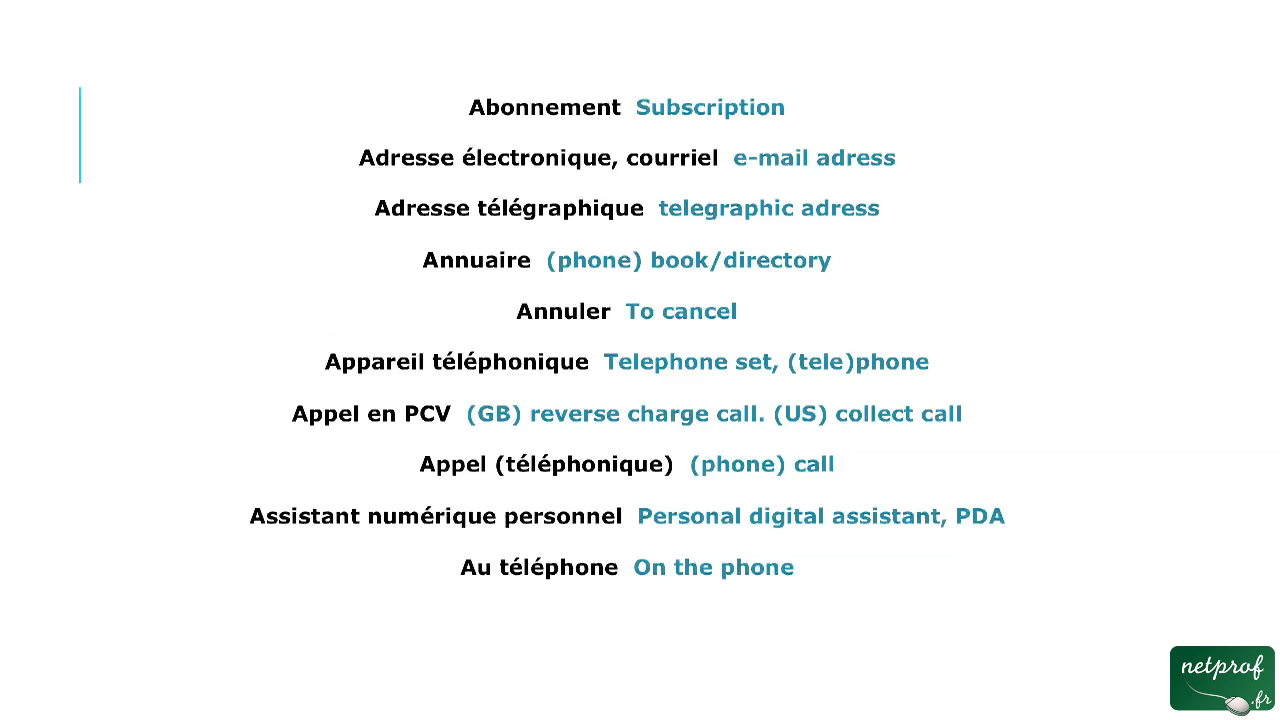 Abonnement Subscription
Adresse électronique, courriel e-mail adress
Adresse télégraphique telegraphic adress
Annuaire (phone) book/directory
Annuler To cancel
Appareil téléphonique Telephone set, (tele)phone
Appel en PCV (GB) reverse charge call. (US) collect call
Appel (téléphonique) (phone) call
Assistant numérique personnel Personal digital assistant, PDA
Au téléphone On the phone
netprof
.fr